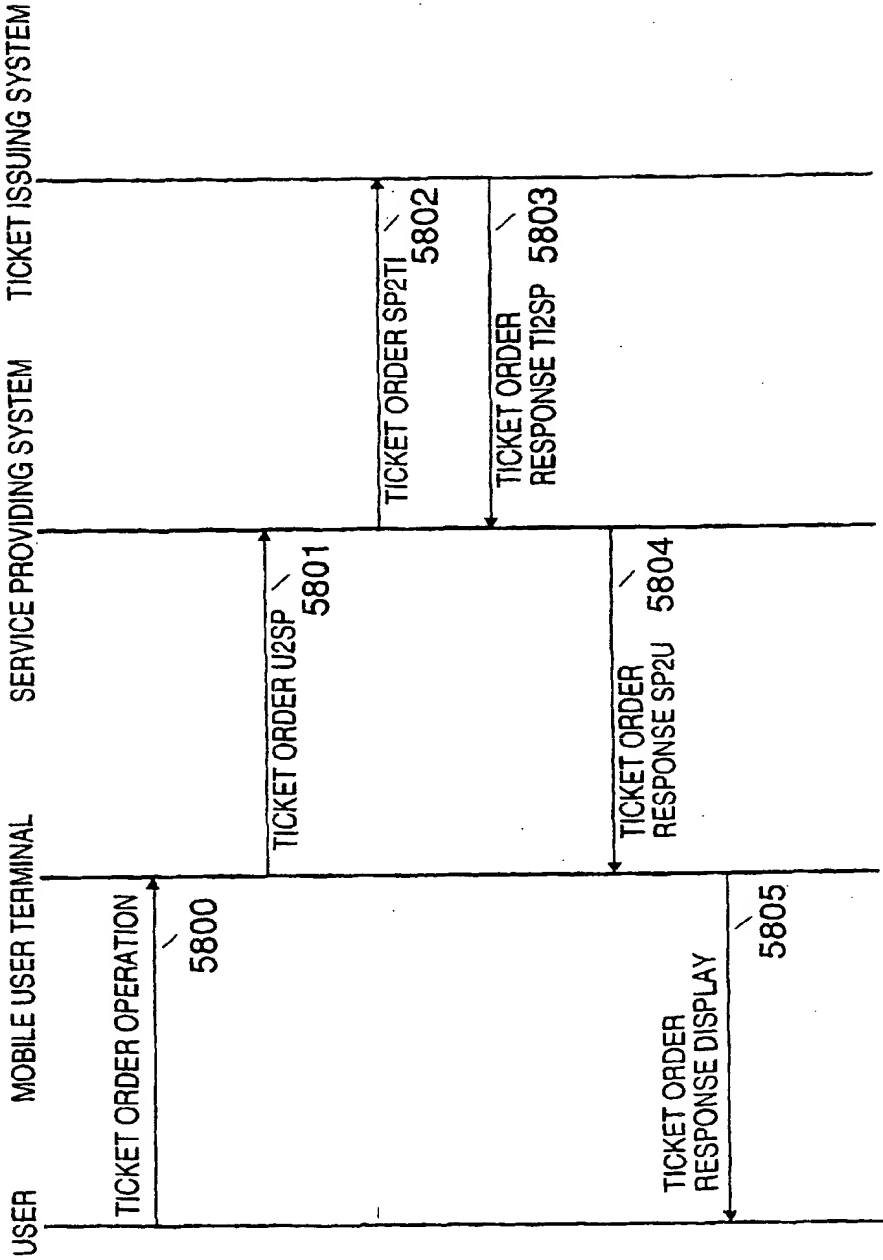 USER
MOBILE USER TERMINAL
SERVICE PROVIDING SYSTEM
TICKET ISSUING SYSTEM
TICKET ORDER OPERATION
5800
TICKET ORDER U2SP
5801
TICKET ORDER SP2TI
5802
TICKET ORDER
RESPONSE TI2SP
5803
TICKET ORDER
RESPONSE SP2U
5804
TICKET ORDER
RESPONSE DISPLAY
5805